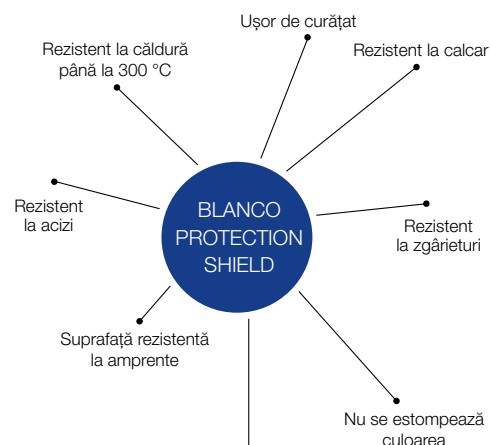 Ușor de curățat
Rezistent la căldură
până la 300 °C
Rezistent la calcar
Rezistent
la acizi
BLANCO
PROTECTION
SHIELD
Rezistent
la zgârieturi
Suprafață rezistentă
la amprente
Nu se estompează
culoarea